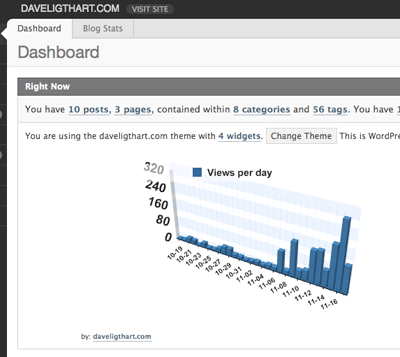 DAVELIGTHART.COM VISIT SITE
Dashboard Blog Stats
Dashboard
Right Now
You have 10 posts, 3 pages, contained within 8 categories and 56 tags. You have 1
You are using the daveligthart.com theme with 4 widgets. Change Theme This is WordPre
Views per day
320
240
160
80
0
10-19 10-21 10-23 10-25 10-27 10-29 10-31 11-02 11-04 11-06 11-08 11-10 11-12 11-14 11-16
by: daveligthart.com